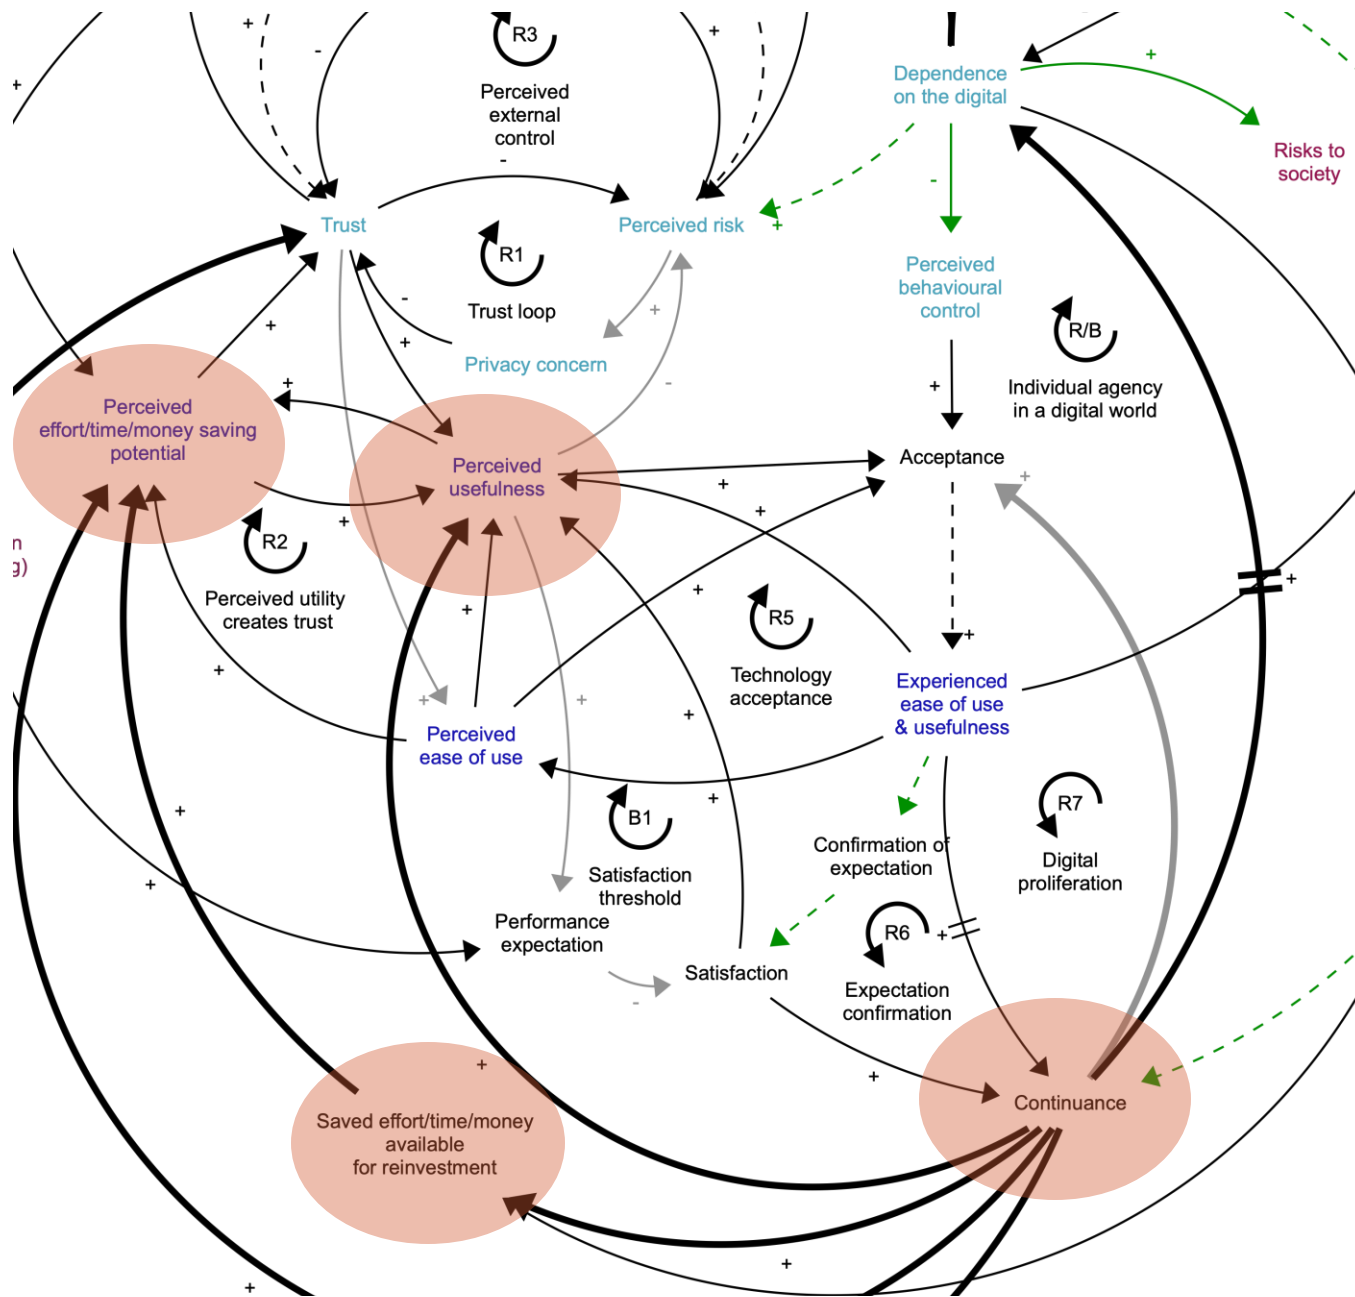 R3
Perceived
external
control
Dependence
on the digital
Risks to
society
Trust
Perceived risk
R1
Trust loop
Perceived
behavioural
control
R/B
Individual agency
in a digital world
Privacy concern
Perceived
effort/time/money saving
potential
Perceived
usefulness
Acceptance
R2
Perceived utility
creates trust
n
g)
R5
Technology
acceptance
Experienced
ease of use
& usefulness
Perceived
ease of use
B1
Satisfaction
threshold
R7
Digital
proliferation
Confirmation of
expectation
Performance
expectation
R6
Expectation
confirmation
Satisfaction
Continuance
Saved effort/time/money
available
for reinvestment